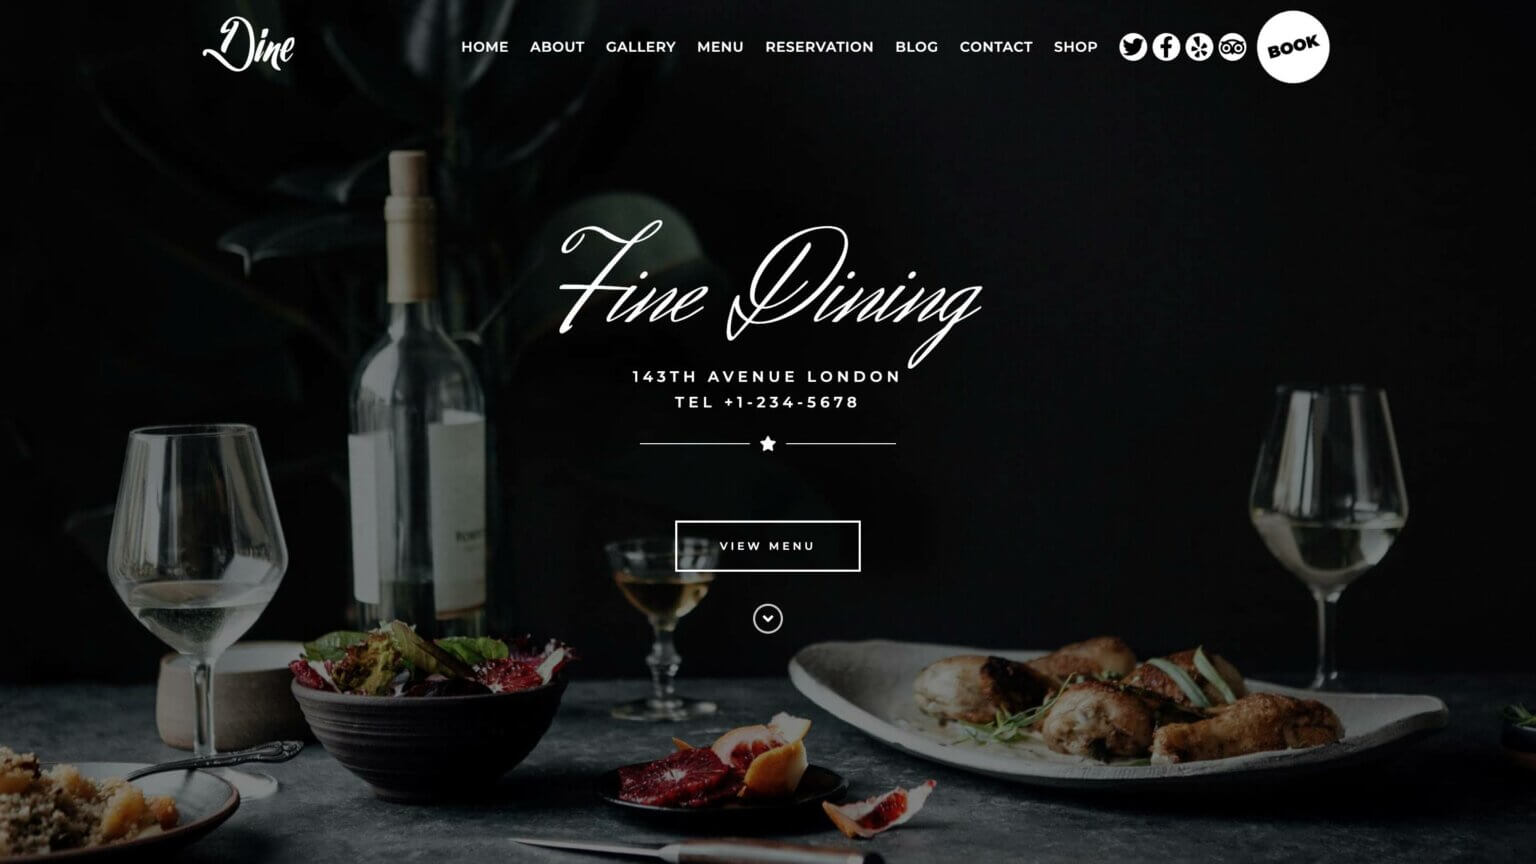 Dine
HOME ABOUT GALLERY MENU RESERVATION BLOG CONTACT SHOP BOOK
Fine Dining
143TH AVENUE LONDON
TEL +1-234-5678
VIEW MENU